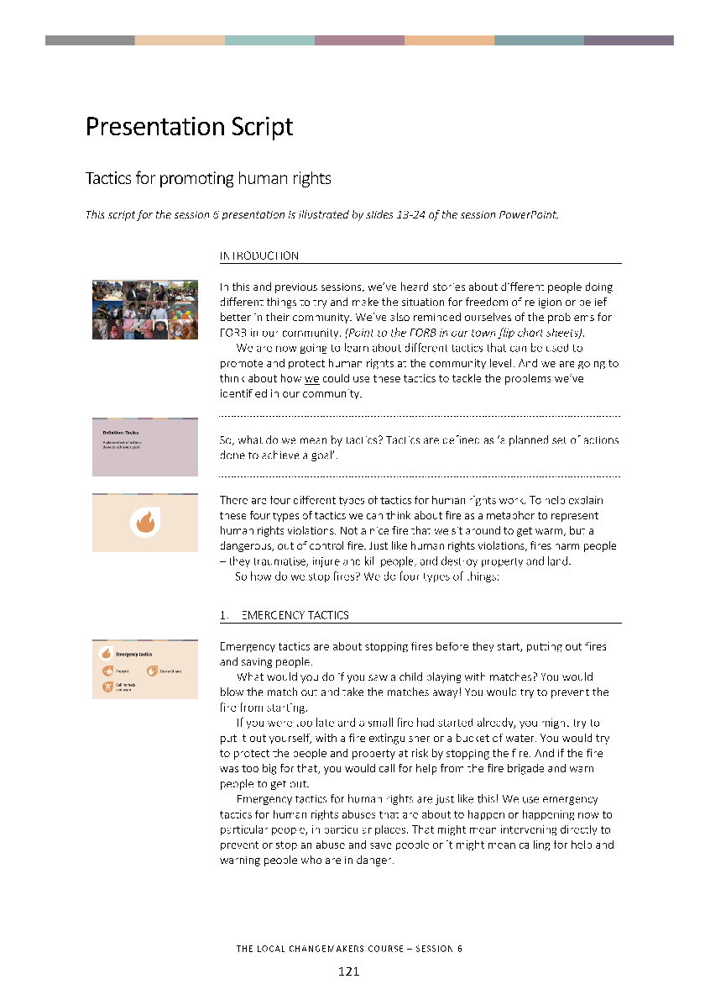 Presentation Script
Tactics for promoting human rights
This script for the session 6 presentation is illustrated by slides 13-24 of the session PowerPoint.
INTRODUCTION
In this and previous sessions, we've heard stories about different people doing
different things to try and make the situation for freedom of religion or belief
better in their community. We've also reminded ourselves of the problems for
FORB in our community. (Point to the FORB in our town flip chart sheets).
We are now going to learn about different tactics that can be used to
promote and protect human rights at the community level. And we are going to
think about how we could use these tactics to tackle the problems we've
identified in our community.
Definition: Tactics
A planned set of actions
done to achieve a goal
So, what do we mean by tactics? Tactics are defined as 'a planned set of actions
done to achieve a goal'.
There are four different types of tactics for human rights work. To help explain
these four types of tactics we can think about fire as a metaphor to represent
human rights violations. Not a nice fire that we sit around to get warm, but a
dangerous, out of control fire. Just like human rights violations, fires harm people
– they traumatise, injure and kill people, and destroy property and land.
So how do we stop fires? We do four types of things:
1. EMERGENCY TACTICS
Emergency tactics
Prevent
Stop and save
Call for help
and warn
Emergency tactics are about stopping fires before they start, putting out fires
and saving people.
What would you do if you saw a child playing with matches? You would
blow the match out and take the matches away! You would try to prevent the
fire from starting.
If you were too late and a small fire had started already, you might try to
put it out yourself, with a fire extinguisher or a bucket of water. You would try
to protect the people and property at risk by stopping the fire. And if the fire
was too big for that, you would call for help from the fire brigade and warn
people to get out.
Emergency tactics for human rights are just like this! We use emergency
tactics for human rights abuses that are about to happen or happening now to
particular people, in particular places. That might mean intervening directly to
prevent or stop an abuse and save people or it might mean calling for help and
warning people who are in danger.
THE LOCAL CHANGEMAKERS COURSE – SESSION 6
121